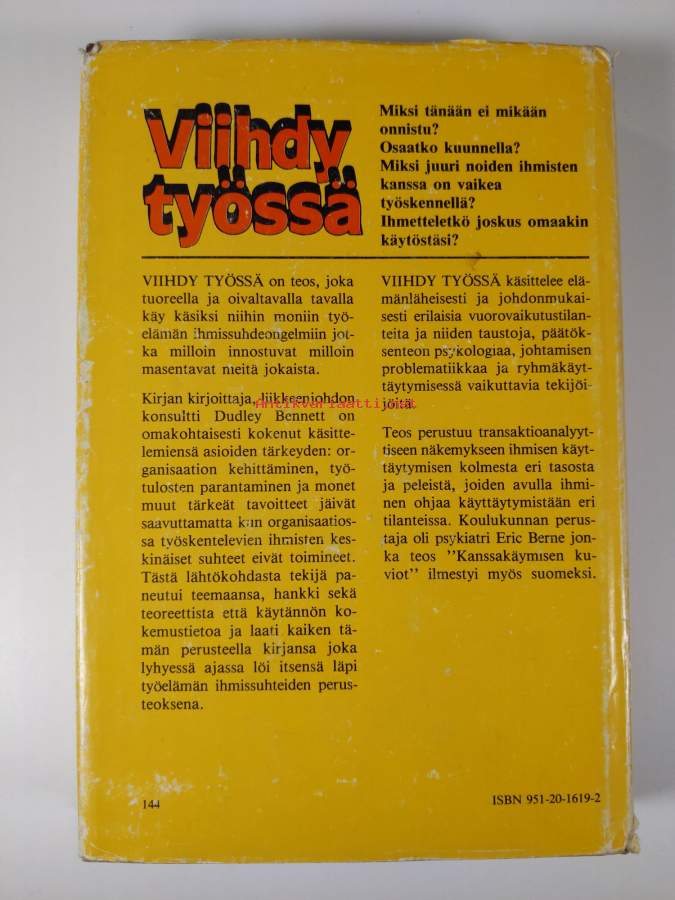 Viihdy
työssä
Miksi tänään ei mikään
onnistu?
Osaatko kuunnella?
Miksi juuri noiden ihmisten
kanssa on vaikea
työskennellä?
Ihmetteletkö joskus omaakin
käytöstäsi?
VIIHDY TYÖSSÄ on teos, joka
tuoreella ja oivaltavalla tavalla
käy käsiksi niihin moniin työ-
elämän ihmissuhdeongelmiin jot-
ka milloin innostuvat milloin
masentavat meitä jokaista.
Kirjan kirjoittaja, liikkeenjohdon
konsultti Dudley Bennett on
omakohtaisesti kokenut käsitte-
lemiensä asioiden tärkeyden: or-
ganisaation kehittäminen, työ-
tulosten parantaminen ja monet
muut tärkeät tavoitteet jäivät
saavuttamatta kun organisaatios-
sa työskentelevien ihmisten kes-
kinäiset suhteet eivät toimineet.
Tästä lähtökohdasta tekijä pa-
neutui teemaansa, hankki sekä
teoreettista että käytännön ko-
kemustietoa ja laati kaiken tä-
män perusteella kirjansa joka
lyhyessä ajassa löi itsensä läpi
työelämän ihmissuhteiden perus-
teoksena.
VIIHDY TYÖSSÄ käsittelee elä-
mänläheisesti ja johdonmukai-
sesti erilaisia vuorovaikutustilan-
teita ja niiden taustoja, päätök-
senteon psykologiaa, johtamisen
problematiikkaa ja ryhmäkäyt-
täytymisessä vaikuttavia tekijöi-
jöitä.
Teos perustuu transaktioanalyyt-
tiseen näkemykseen ihmisen käyt-
täytymisen kolmesta eri tasosta
ja peleistä, joiden avulla ihmi-
nen ohjaa käyttäytymistään eri
tilanteissa. Koulukunnan perus-
taja oli psykiatri Eric Berne jon-
ka teos ”Kanssakäymisen ku-
viot” ilmestyi myös suomeksi.
Antikvariaattimat
144
ISBN 951-20-1619-2